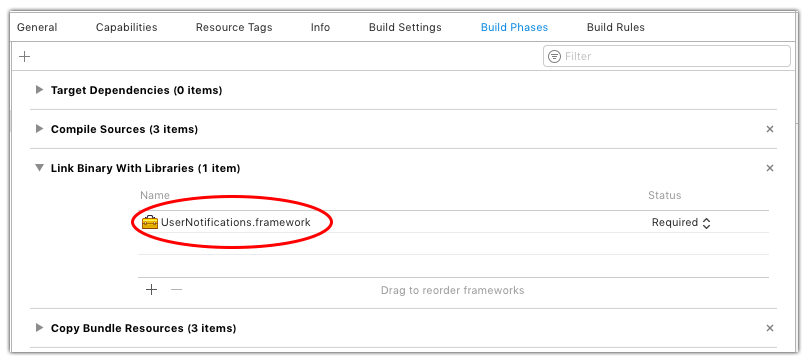 General Capabilities Resource Tags Info Build Settings Build Phases Build Rules
+ Filter
Target Dependencies (0 items)
Compile Sources (3 items) ×
Link Binary With Libraries (1 item) ×
Name Status
UserNotifications.framework Required
+ — Drag to reorder frameworks
Copy Bundle Resources (3 items) ×